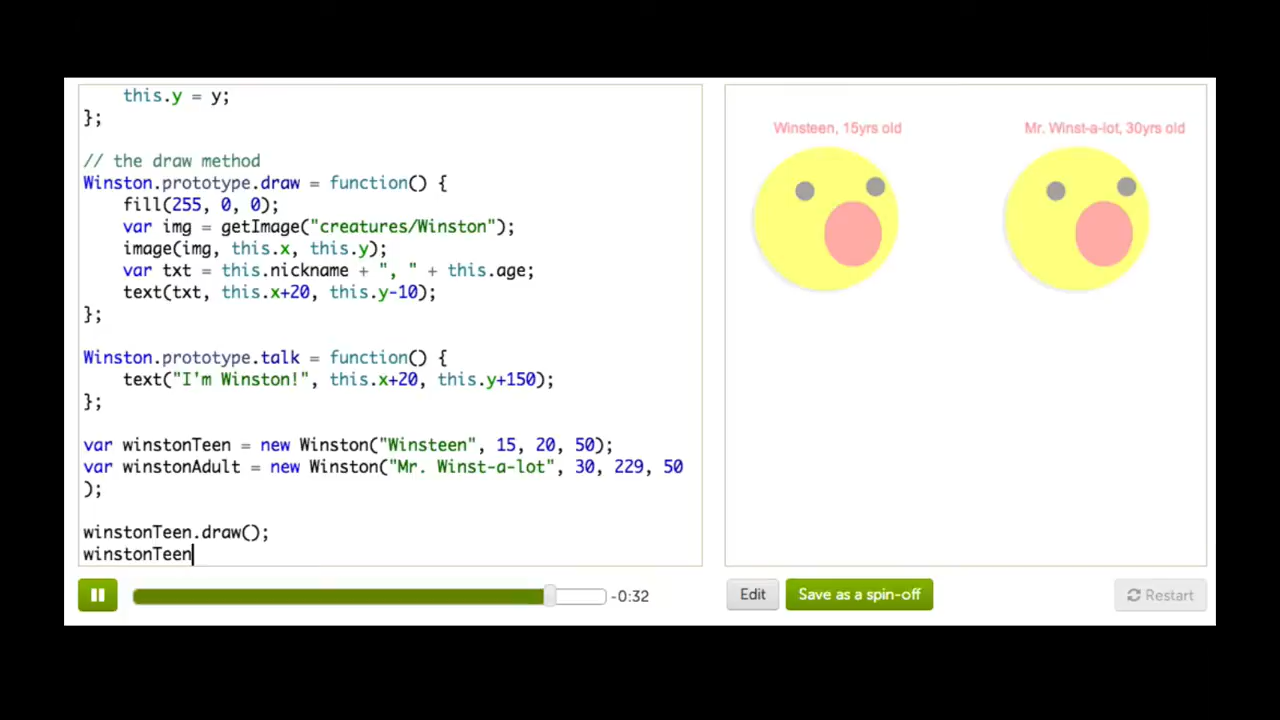 this.y = y;
};
// the draw method
Winston.prototype.draw = function() {
fill(255, 0, 0);
var img = getImage("creatures/Winston");
image(img, this.x, this.y);
var txt = this.nickname + ", " + this.age;
text(txt, this.x+20, this.y-10);
};
Winston.prototype.talk = function() {
text("I'm Winston!", this.x+20, this.y+150);
};
var winstonTeen = new Winston("Winsteen", 15, 20, 50);
var winstonAdult = new Winston("Mr. Winst-a-lot", 30, 229, 50
);
winstonTeen.draw();
winstonTeen
-0:32
Winsteen, 15yrs old
Mr. Winst-a-lot, 30yrs old
Edit
Save as a spin-off
Restart